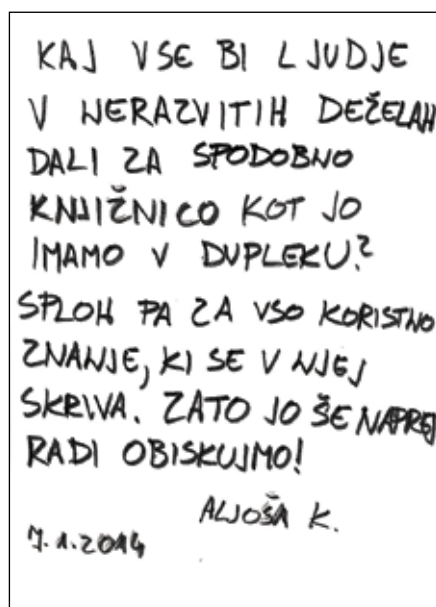 KAJ VSE BI LJUDJE
V NERAZVITIH DEŽELAH
DALI ZA SPODOBNO
KNJIŽNICO KOT JO
IMAMO V DUPLEKU?
SPLOH PA ZA VSO KORISTNO
ZNANJE, KI SE V NJEJ
SKRIVA. ZATO JO ŠE NAPREJ
RADI OBISKUJMO!
ALJOŠA K.
7.1.2014